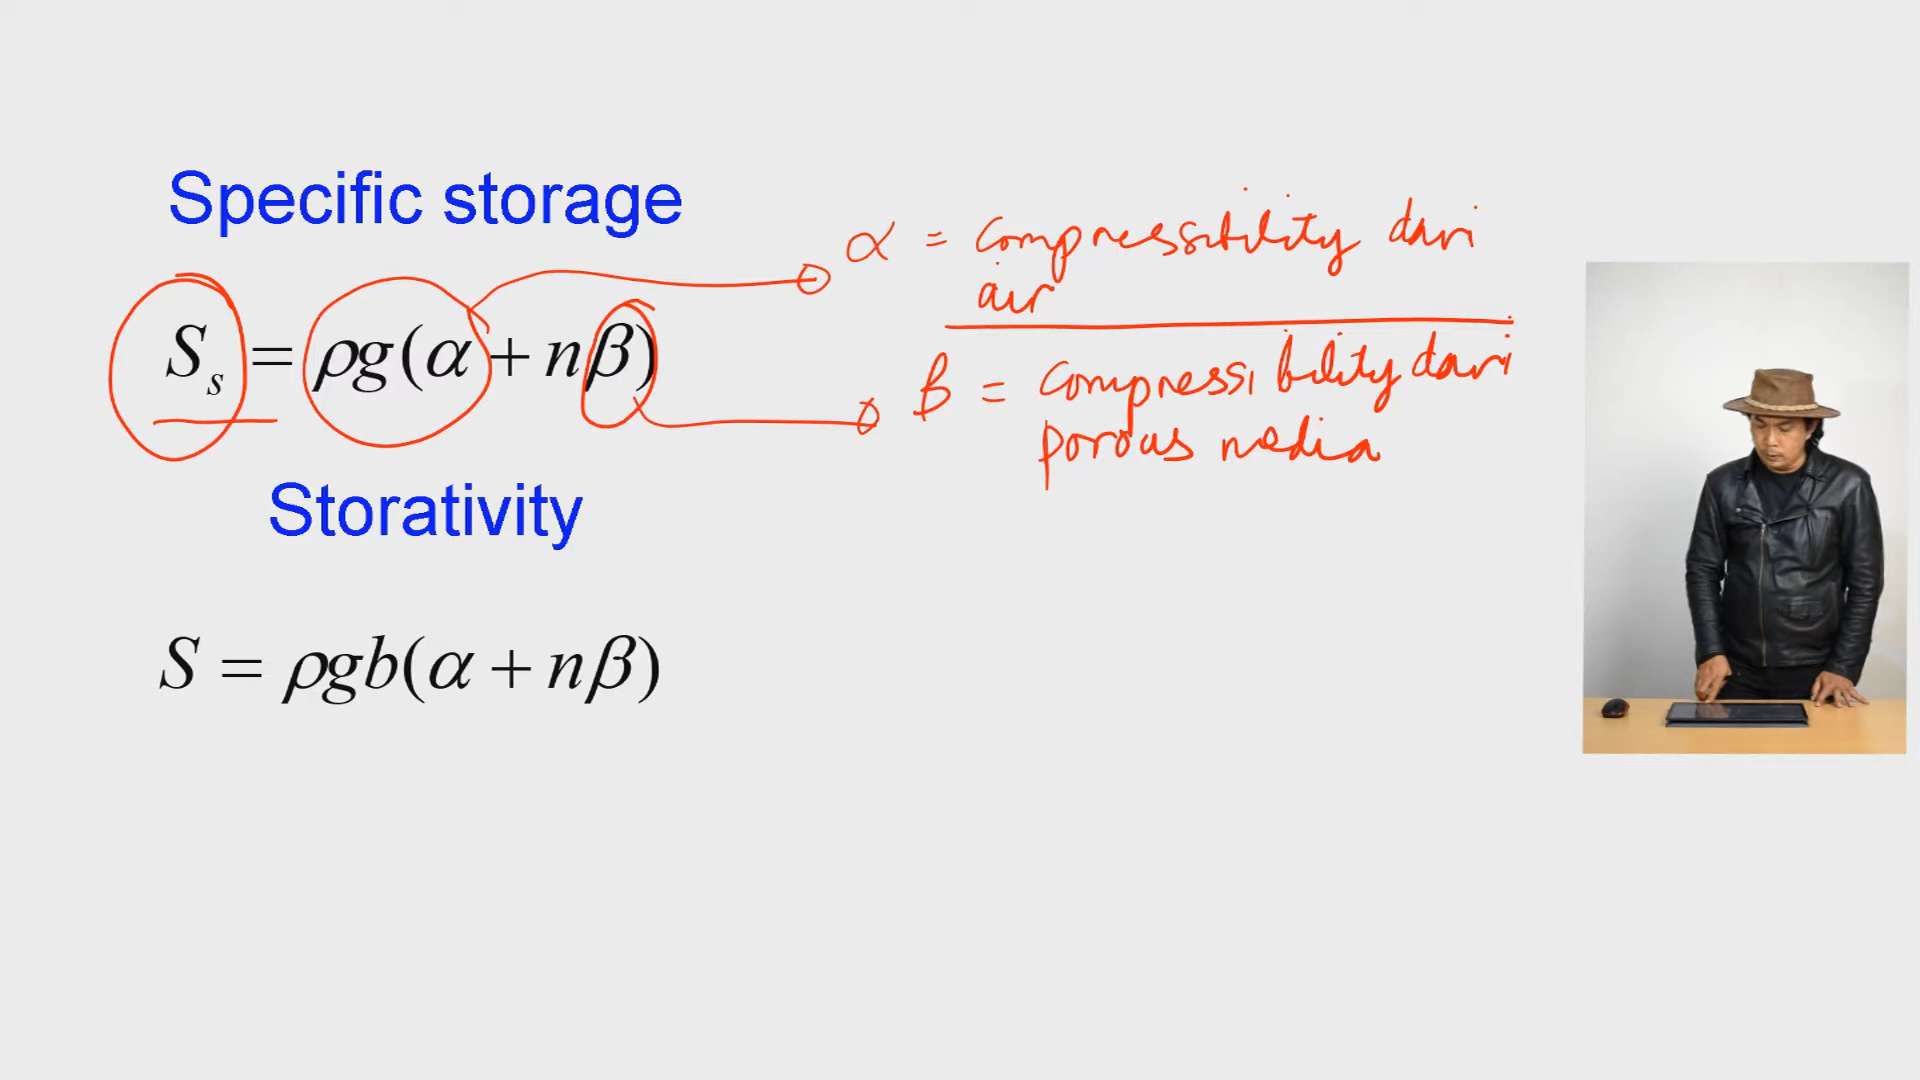 Specific storage
α = compressibility dari
air
S_s = ρg(α + nβ)
β = compressibility dari
porous media
Storativity
S = ρgb(α + nβ)